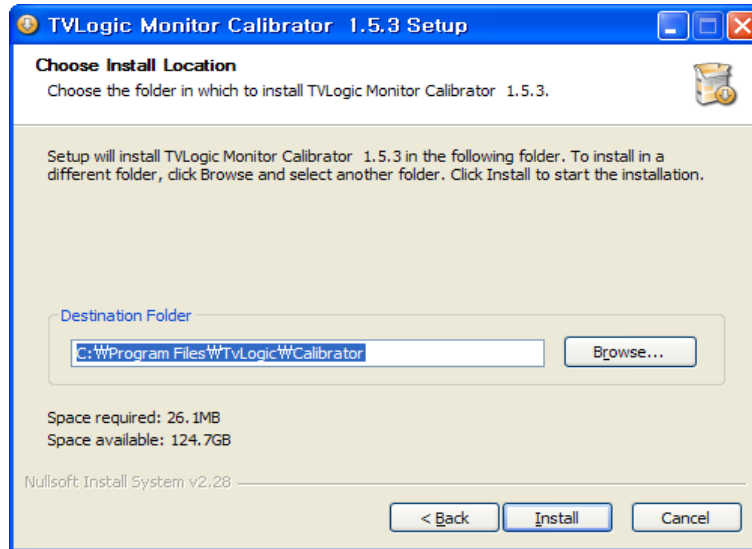 TVLogic Monitor Calibrator  1.5.3 Setup
Choose Install Location
Choose the folder in which to install TVLogic Monitor Calibrator  1.5.3.
Setup will install TVLogic Monitor Calibrator  1.5.3 in the following folder. To install in a
different folder, click Browse and select another folder. Click Install to start the installation.
Destination Folder
C:₩Program Files₩TvLogic₩Calibrator
Browse...
Space required: 26.1MB
Space available: 124.7GB
Nullsoft Install System v2.28
< Back Install Cancel